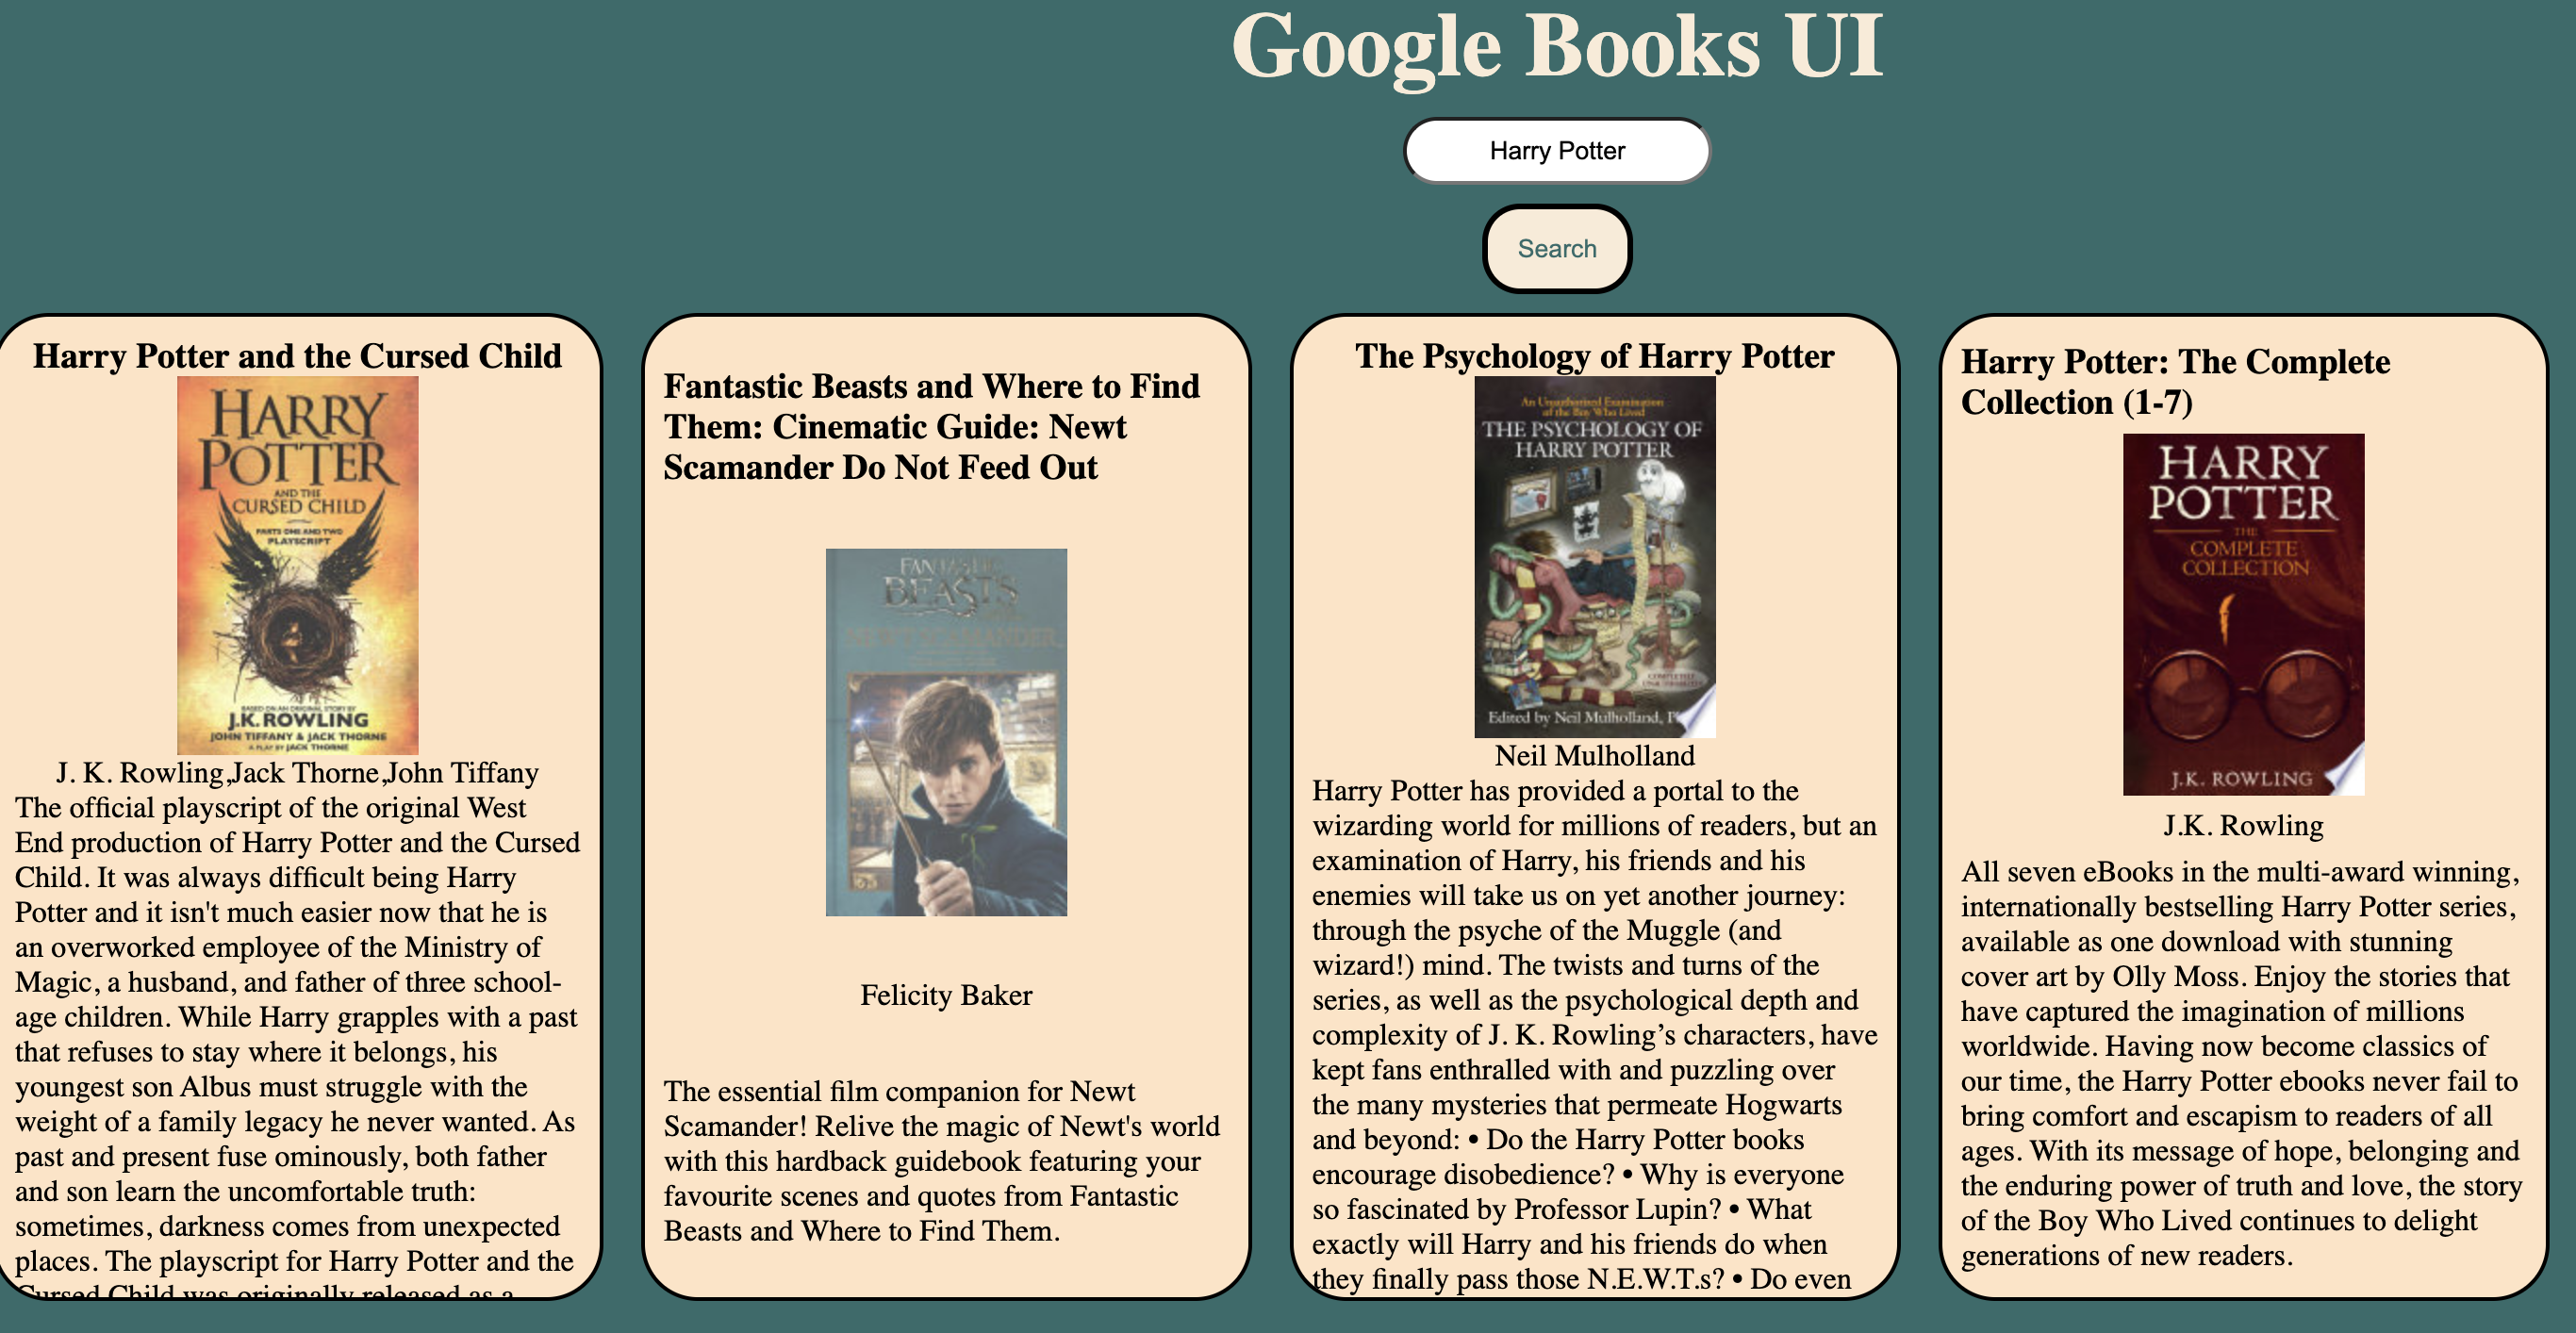 Google Books UI
Harry Potter
Search
Harry Potter and the Cursed Child
HARRY
POTTER
AND THE
CURSED CHILD
PARTS ONE AND TWO
PLAYSCRIPT
BASED ON AN ORIGINAL STORY BY
J.K. ROWLING
JOHN TIFFANY & JACK THORNE
A PLAY BY JACK THORNE
J. K. Rowling,Jack Thorne,John Tiffany
The official playscript of the original West
End production of Harry Potter and the Cursed
Child. It was always difficult being Harry
Potter and it isn't much easier now that he is
an overworked employee of the Ministry of
Magic, a husband, and father of three school-
age children. While Harry grapples with a past
that refuses to stay where it belongs, his
youngest son Albus must struggle with the
weight of a family legacy he never wanted. As
past and present fuse ominously, both father
and son learn the uncomfortable truth:
sometimes, darkness comes from unexpected
places. The playscript for Harry Potter and the
Cursed Child was originally released as a
Fantastic Beasts and Where to Find
Them: Cinematic Guide: Newt
Scamander Do Not Feed Out
FANTASTIC
BEASTS
NEWT SCAMANDER
Felicity Baker
The essential film companion for Newt
Scamander! Relive the magic of Newt's world
with this hardback guidebook featuring your
favourite scenes and quotes from Fantastic
Beasts and Where to Find Them.
The Psychology of Harry Potter
An Unauthorized Examination
of the Boy Who Lived
THE PSYCHOLOGY OF
HARRY POTTER
Edited by Neil Mulholland,
Neil Mulholland
Harry Potter has provided a portal to the
wizarding world for millions of readers, but an
examination of Harry, his friends and his
enemies will take us on yet another journey:
through the psyche of the Muggle (and
wizard!) mind. The twists and turns of the
series, as well as the psychological depth and
complexity of J. K. Rowling’s characters, have
kept fans enthralled with and puzzling over
the many mysteries that permeate Hogwarts
and beyond: • Do the Harry Potter books
encourage disobedience? • Why is everyone
so fascinated by Professor Lupin? • What
exactly will Harry and his friends do when
they finally pass those N.E.W.T.s? • Do even
Harry Potter: The Complete
Collection (1-7)
HARRY
POTTER
THE
COMPLETE
COLLECTION
J.K. ROWLING
J.K. Rowling
All seven eBooks in the multi-award winning,
internationally bestselling Harry Potter series,
available as one download with stunning
cover art by Olly Moss. Enjoy the stories that
have captured the imagination of millions
worldwide. Having now become classics of
our time, the Harry Potter ebooks never fail to
bring comfort and escapism to readers of all
ages. With its message of hope, belonging and
the enduring power of truth and love, the story
of the Boy Who Lived continues to delight
generations of new readers.